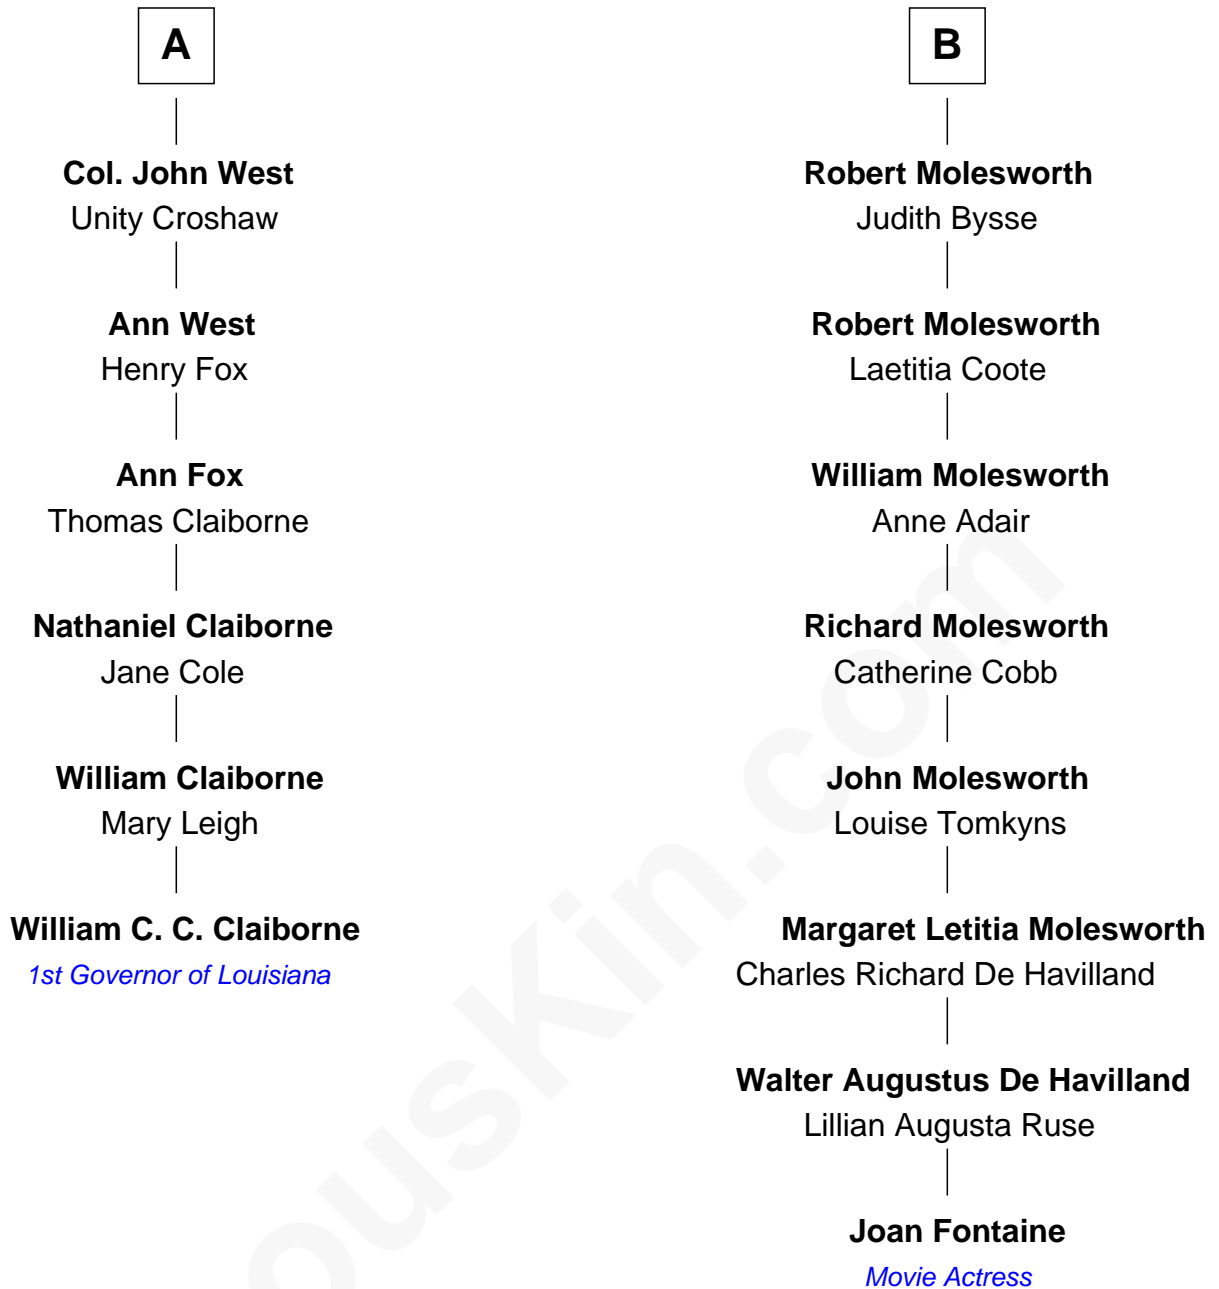 A
Col. John West
Unity Croshaw
Ann West
Henry Fox
Ann Fox
Thomas Claiborne
Nathaniel Claiborne
Jane Cole
William Claiborne
Mary Leigh
William C. C. Claiborne
1st Governor of Louisiana
B
Robert Molesworth
Judith Bysse
Robert Molesworth
Laetitia Coote
William Molesworth
Anne Adair
Richard Molesworth
Catherine Cobb
John Molesworth
Louise Tomkyns
Margaret Letitia Molesworth
Charles Richard De Havilland
Walter Augustus De Havilland
Lillian Augusta Ruse
Joan Fontaine
Movie Actress
ousKin.com